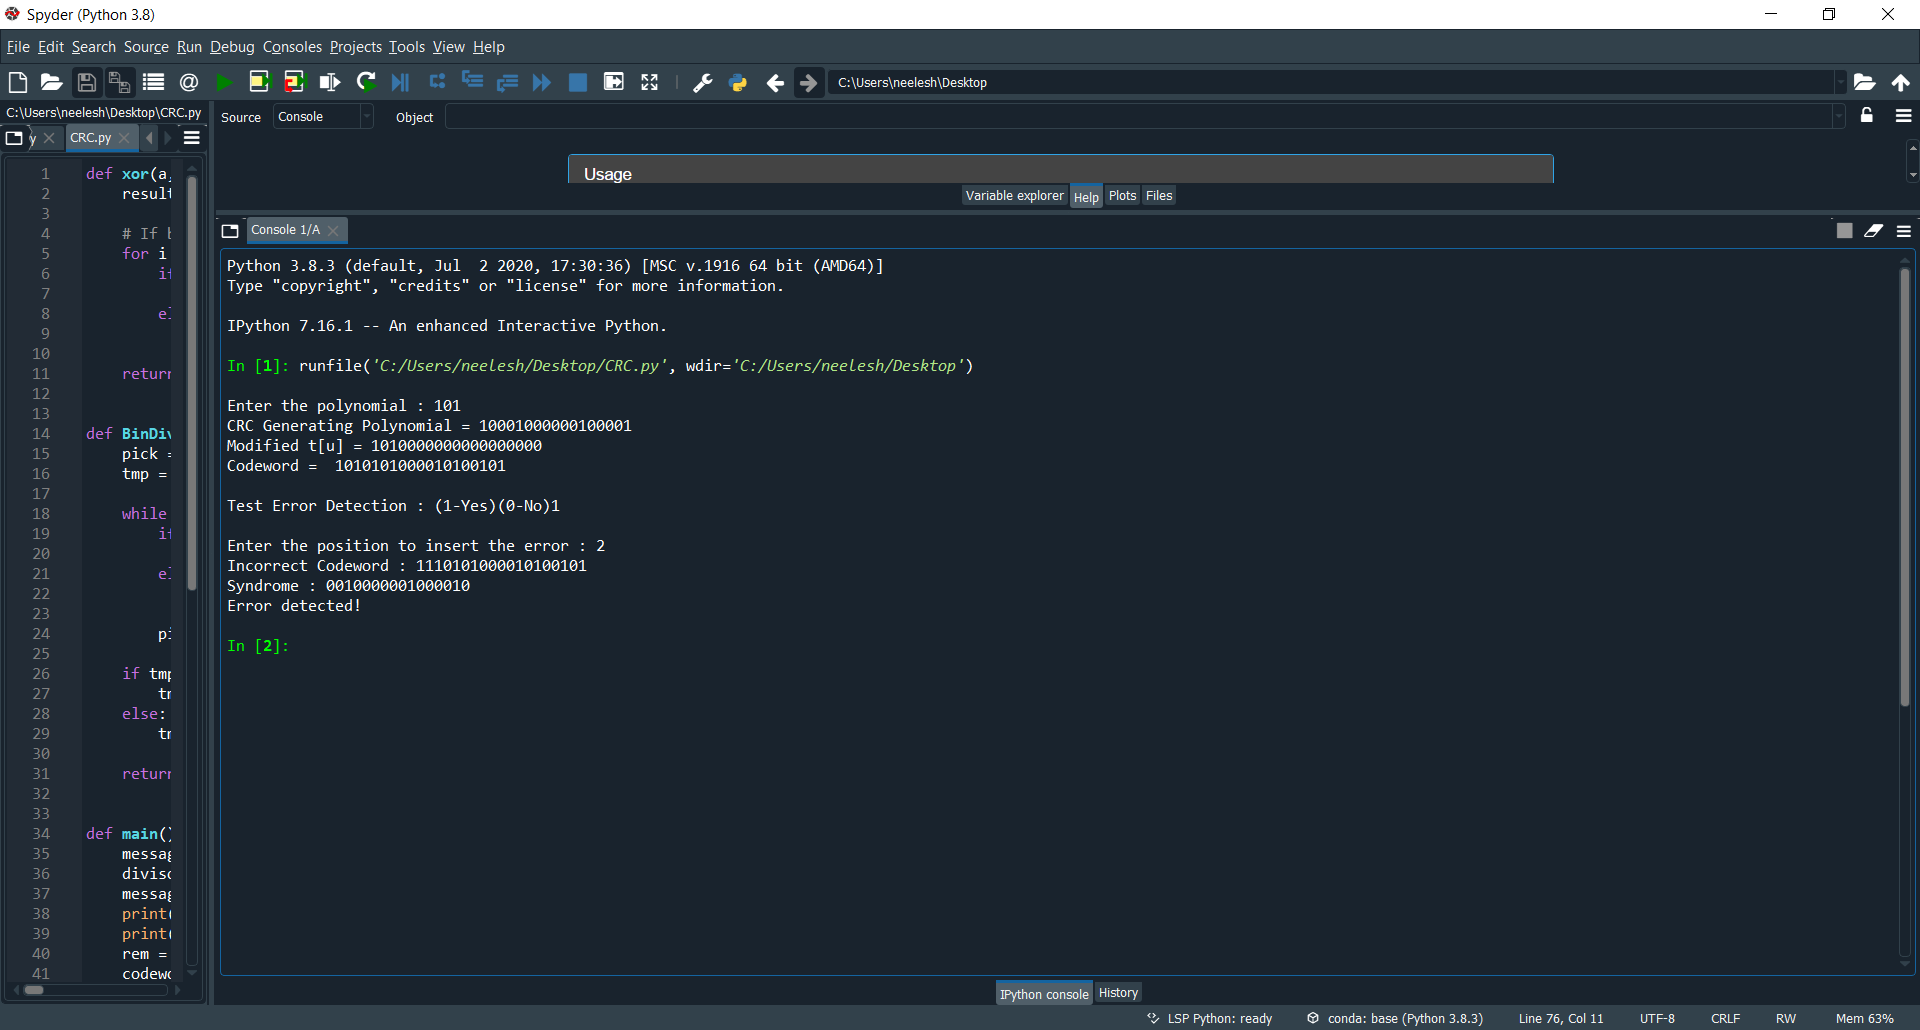 Spyder (Python 3.8)
File Edit Search Source Run Debug Consoles Projects Tools View Help
C:\Users\neelesh\Desktop
C:\Users\neelesh\Desktop\CRC.py
y CRC.py
1 def xor(a,
2 result
3
4 # If b
5 for i
6 if
7
8 el
9
10
11 return
12
13
14 def BinDiv
15 pick =
16 tmp =
17
18 while
19 if
20
21 el
22
23
24 pi
25
26 if tmp
27 tm
28 else:
29 tm
30
31 return
32
33
34 def main()
35 messag
36 diviso
37 messag
38 print(
39 print(
40 rem =
41 codewo
Source Console Object
Usage
Variable explorer Help Plots Files
Console 1/A
Python 3.8.3 (default, Jul  2 2020, 17:30:36) [MSC v.1916 64 bit (AMD64)]
Type "copyright", "credits" or "license" for more information.
IPython 7.16.1 -- An enhanced Interactive Python.
In [1]: runfile('C:/Users/neelesh/Desktop/CRC.py', wdir='C:/Users/neelesh/Desktop')
Enter the polynomial : 101
CRC Generating Polynomial = 10001000000100001
Modified t[u] = 1010000000000000000
Codeword =  1010101000010100101
Test Error Detection : (1-Yes)(0-No)1
Enter the position to insert the error : 2
Incorrect Codeword : 1110101000010100101
Syndrome : 0010000001000010
Error detected!
In [2]:
IPython console History
LSP Python: ready conda: base (Python 3.8.3) Line 76, Col 11 UTF-8 CRLF RW Mem 63%